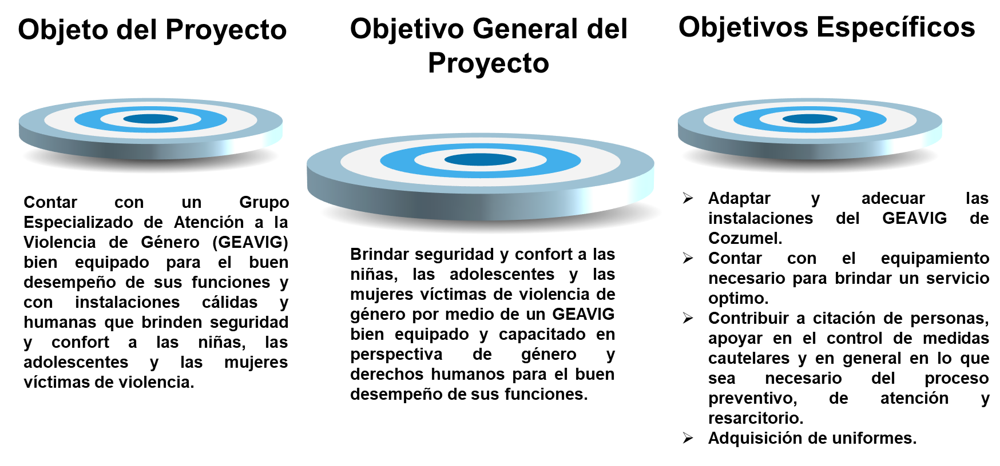 Objeto del Proyecto
Contar con un Grupo
Especializado de Atención a la
Violencia de Género (GEAVIG)
bien equipado para el buen
desempeño de sus funciones y
con instalaciones cálidas y
humanas que brinden seguridad
y confort a las niñas, las
adolescentes y las mujeres
víctimas de violencia.
Objetivo General del
Proyecto
Brindar seguridad y confort a las
niñas, las adolescentes y las
mujeres víctimas de violencia de
género por medio de un GEAVIG
bien equipado y capacitado en
perspectiva de género y
derechos humanos para el buen
desempeño de sus funciones.
Objetivos Específicos
➢ Adaptar y adecuar las
instalaciones del GEAVIG de
Cozumel.
➢ Contar con el equipamiento
necesario para brindar un servicio
optimo.
➢ Contribuir a citación de personas,
apoyar en el control de medidas
cautelares y en general en lo que
sea necesario del proceso
preventivo, de atención y
resarcitorio.
➢ Adquisición de uniformes.